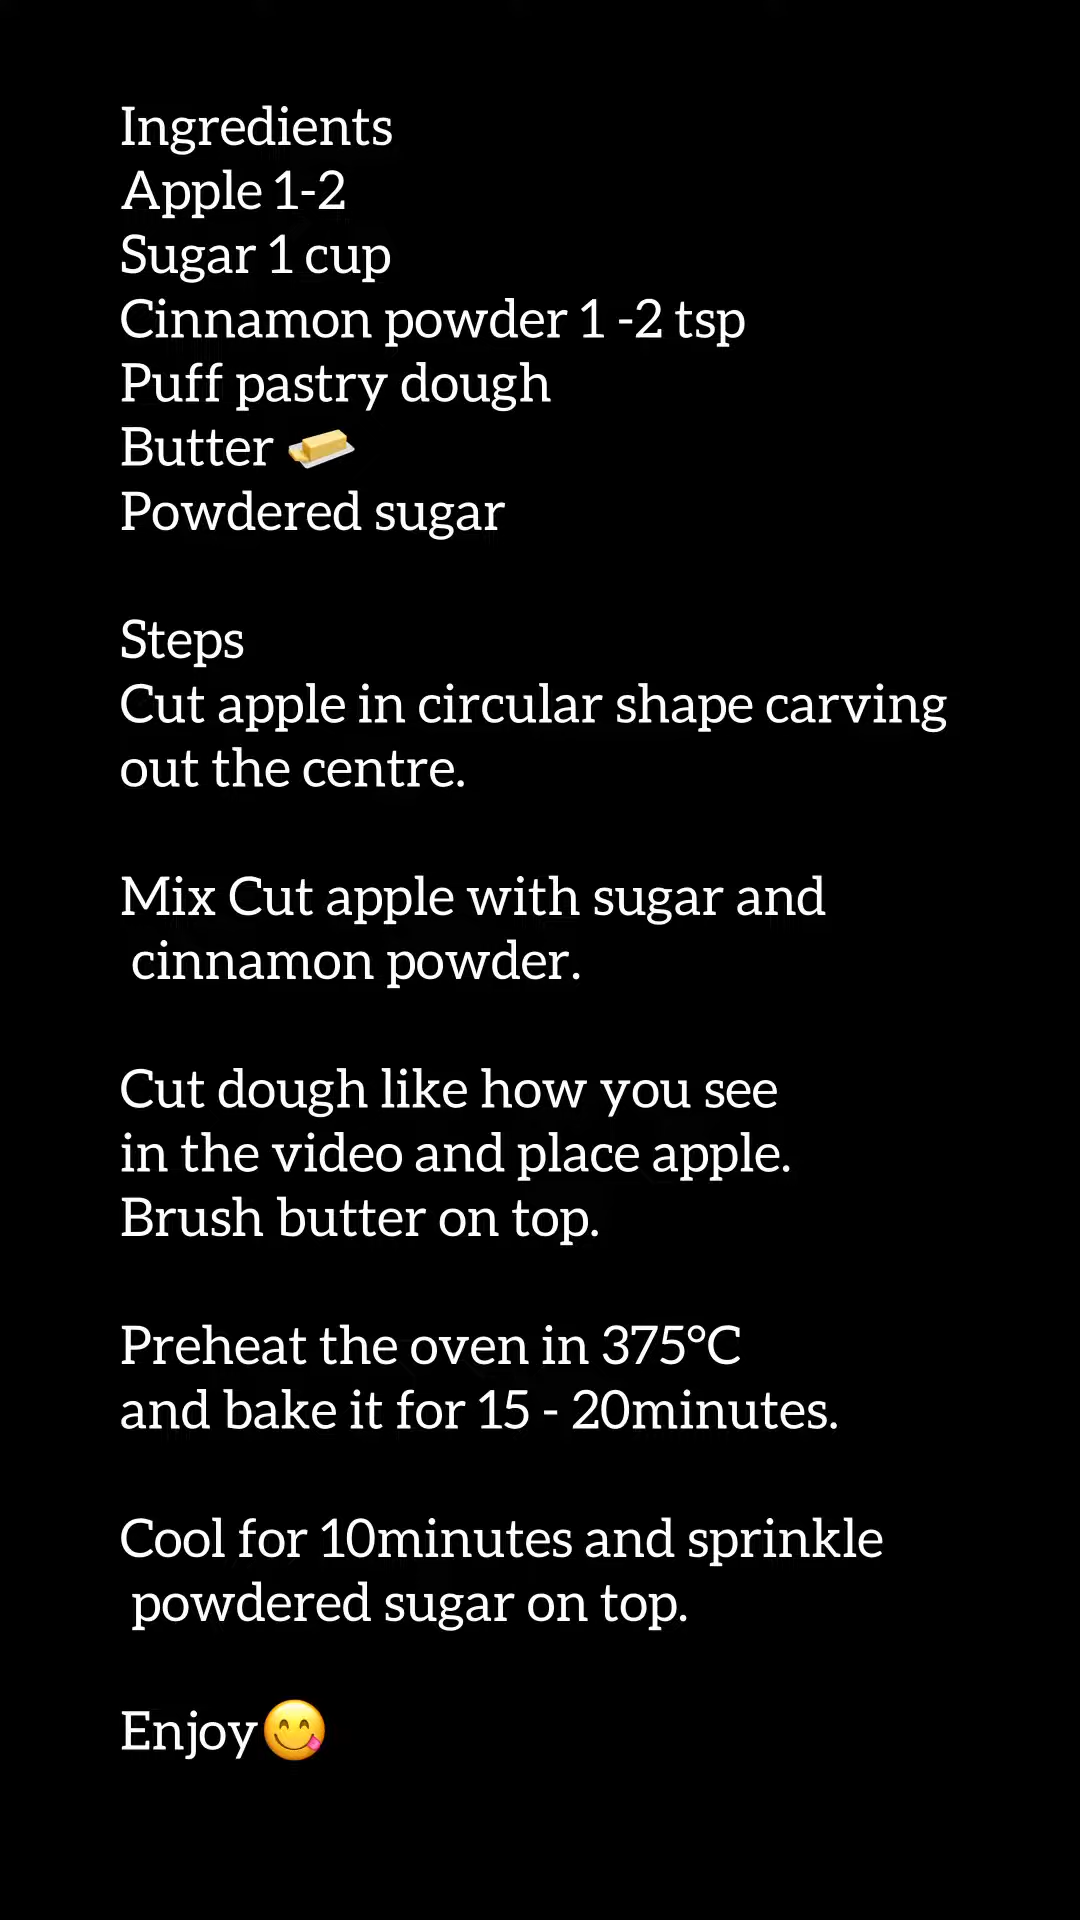 Ingredients
Apple 1-2
Sugar 1 cup
Cinnamon powder 1 -2 tsp
Puff pastry dough
Butter 🧈
Powdered sugar
Steps
Cut apple in circular shape carving
out the centre.
Mix Cut apple with sugar and
cinnamon powder.
Cut dough like how you see
in the video and place apple.
Brush butter on top.
Preheat the oven in 375°C
and bake it for 15 - 20minutes.
Cool for 10minutes and sprinkle
powdered sugar on top.
Enjoy😋